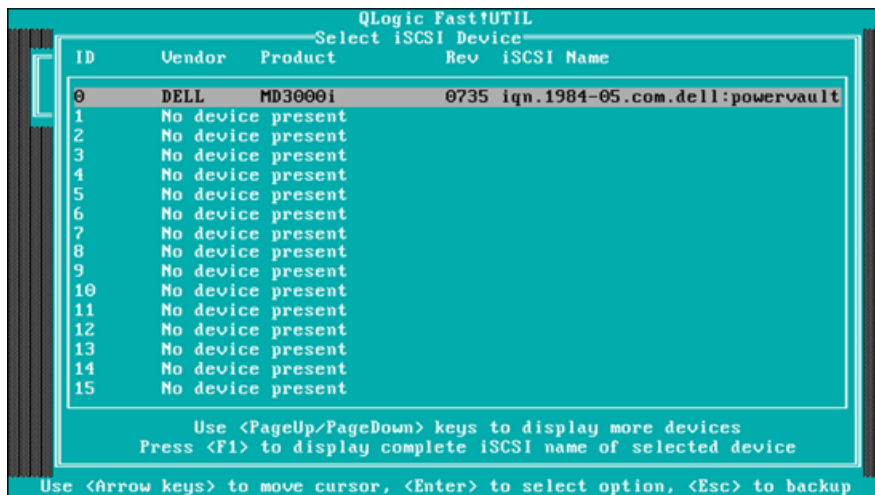 QLogic Fast!UTIL
Select iSCSI Device
ID Vendor Product Rev iSCSI Name
0 DELL MD3000i 0735 iqn.1984-05.com.dell:powervault
1 No device present
2 No device present
3 No device present
4 No device present
5 No device present
6 No device present
7 No device present
8 No device present
9 No device present
10 No device present
11 No device present
12 No device present
13 No device present
14 No device present
15 No device present
Use <PageUp/PageDown> keys to display more devices
Press <F1> to display complete iSCSI name of selected device
Use <Arrow keys> to move cursor, <Enter> to select option, <Esc> to backup